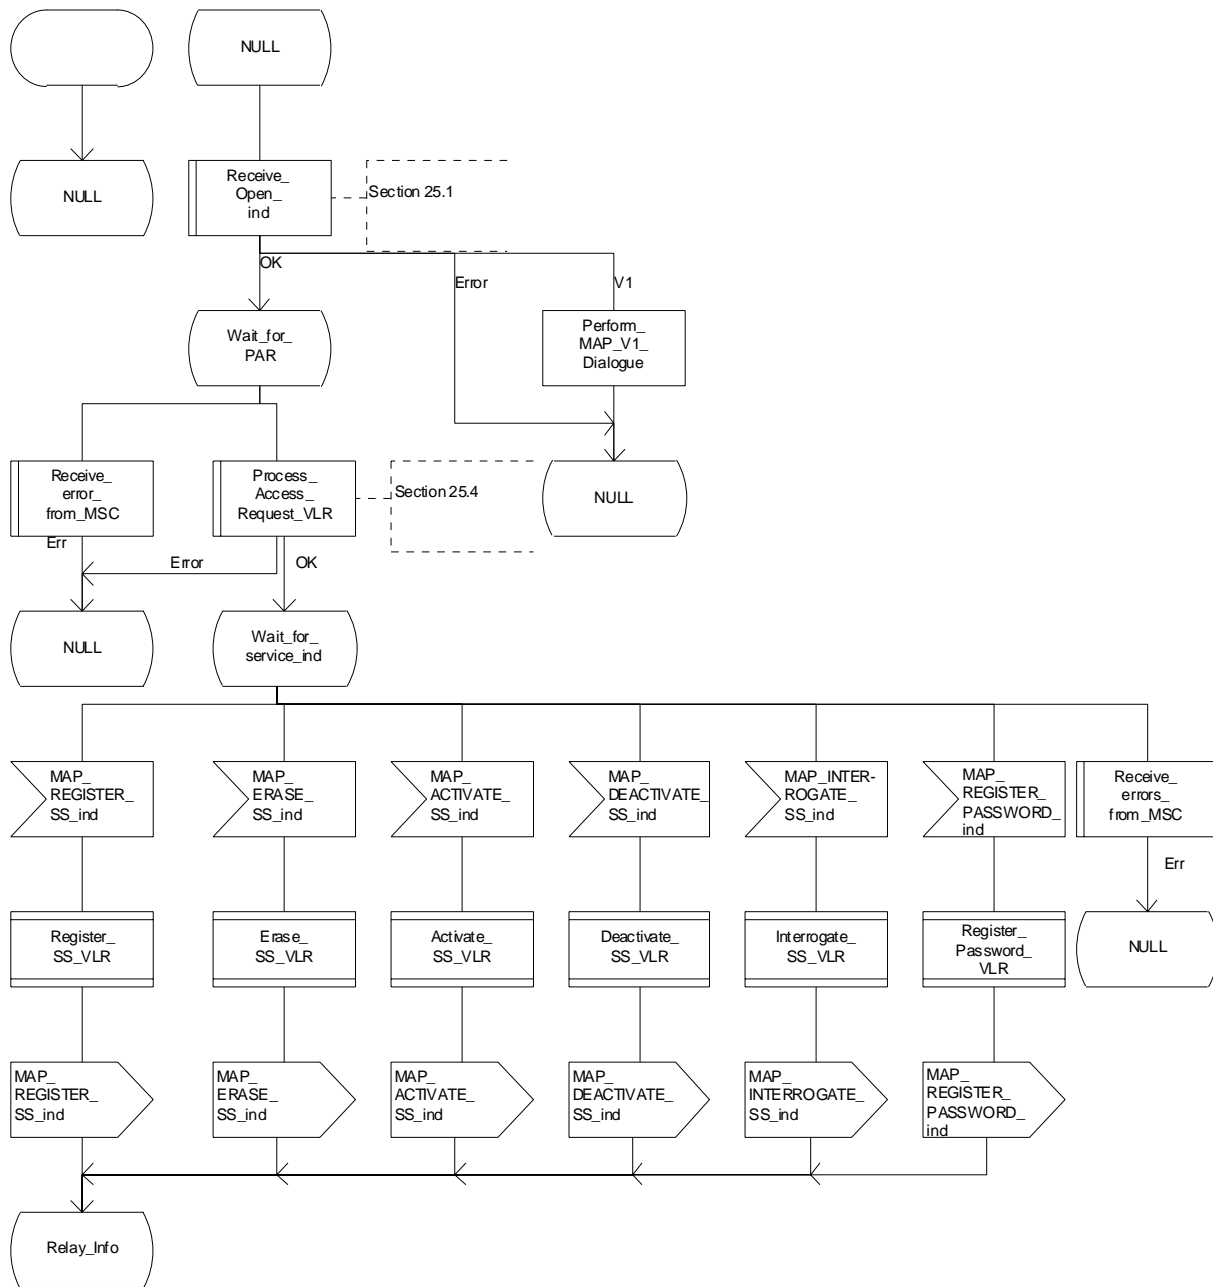 NULL
NULL
Receive_
Open_
ind
Section 25.1
OK
Error
V1
Wait_for_
PAR
Perform_
MAP_V1_
Dialogue
Receive_
error_
from_MSC
Process_
Access_
Request_VLR
Section 25.4
NULL
Err
Error
OK
NULL
Wait_for_
service_ind
MAP_
REGISTER_
SS_ind
MAP_
ERASE_
SS_ind
MAP_
ACTIVATE_
SS_ind
MAP_
DEACTIVATE_
SS_ind
MAP_INTER-
ROGATE_
SS_ind
MAP_
REGISTER_
PASSWORD_
ind
Receive_
errors_
from_MSC
Err
Register_
SS_VLR
Erase_
SS_VLR
Activate_
SS_VLR
Deactivate_
SS_VLR
Interrogate_
SS_VLR
Register_
Password_
VLR
NULL
MAP_
REGISTER_
SS_ind
MAP_
ERASE_
SS_ind
MAP_
ACTIVATE_
SS_ind
MAP_
DEACTIVATE_
SS_ind
MAP_
INTERROGATE_
SS_ind
MAP_
REGISTER_
PASSWORD_
ind
Relay_Info